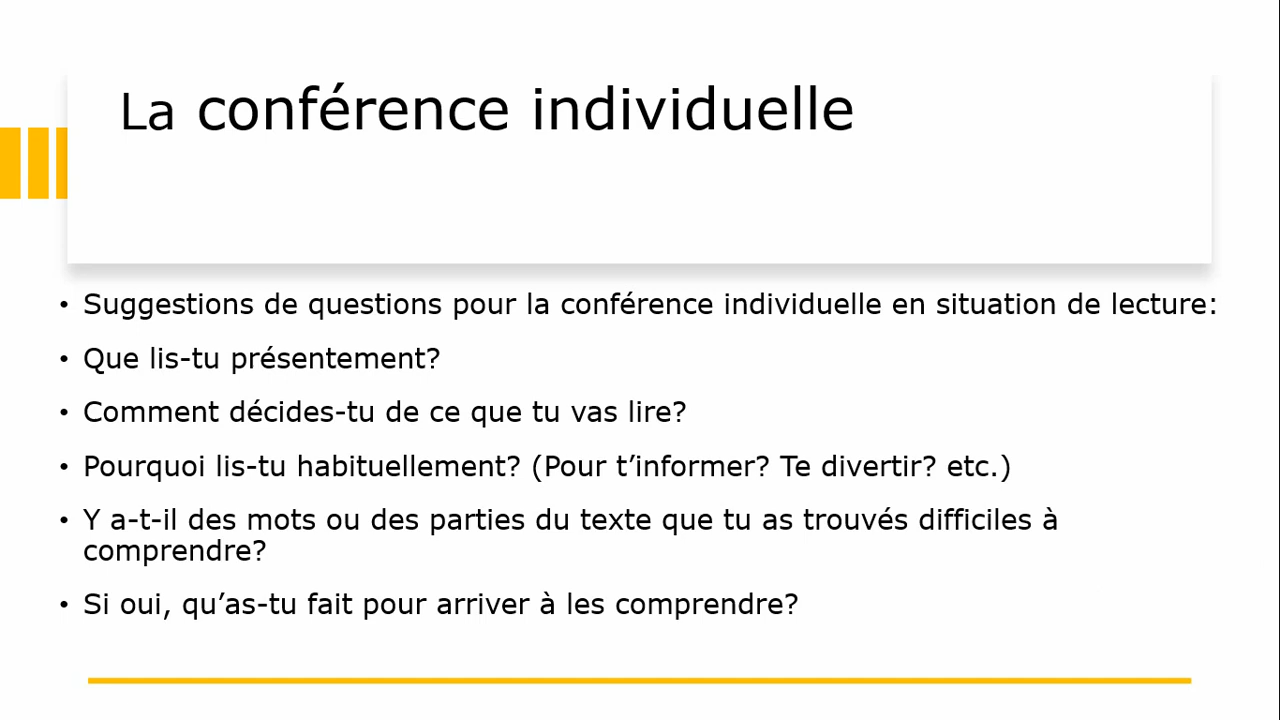 La conférence individuelle
• Suggestions de questions pour la conférence individuelle en situation de lecture:
• Que lis-tu présentement?
• Comment décides-tu de ce que tu vas lire?
• Pourquoi lis-tu habituellement? (Pour t’informer? Te divertir? etc.)
• Y a-t-il des mots ou des parties du texte que tu as trouvés difficiles à
comprendre?
• Si oui, qu’as-tu fait pour arriver à les comprendre?